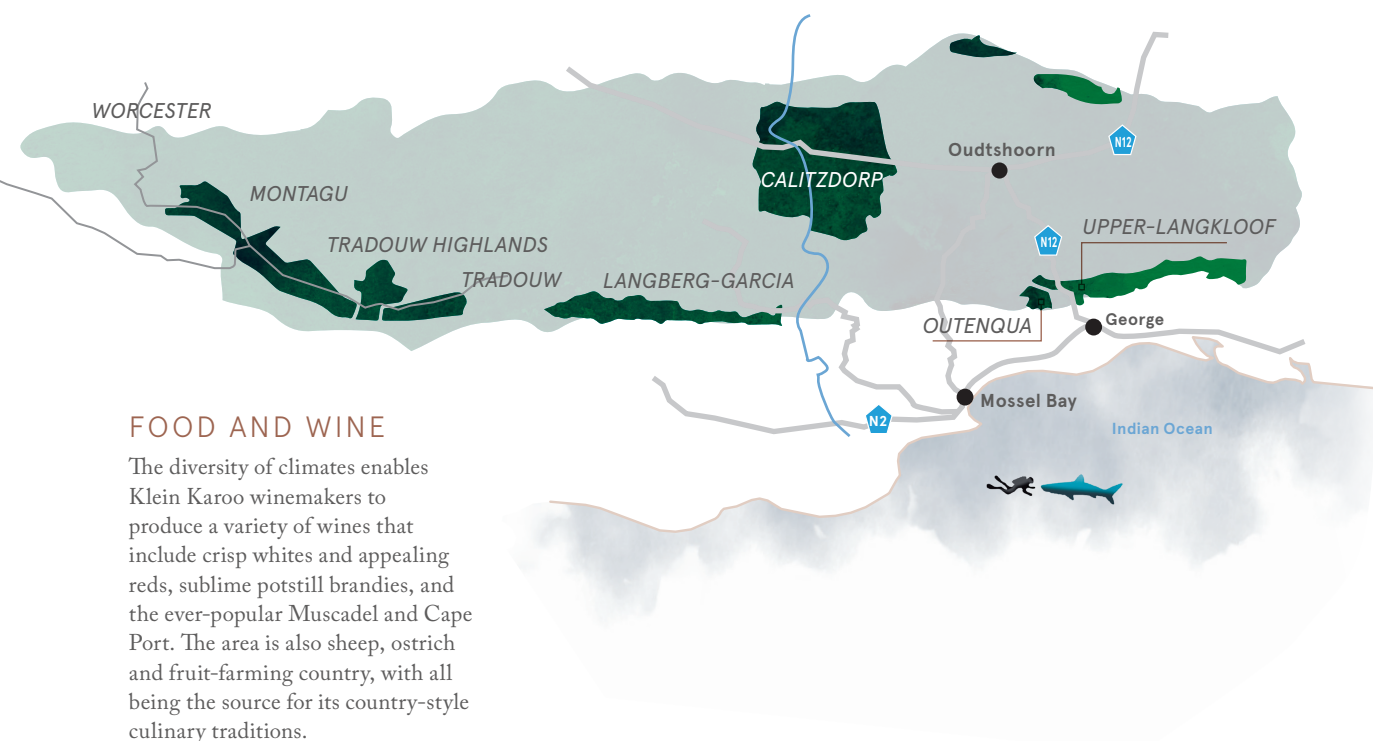 WORCESTER
MONTAGU
TRADOUW HIGHLANDS
TRADOUW
LANGBERG-GARCIA
CALITZDORP
Oudtshoorn
N12
N12
UPPER-LANGKLOOF
OUTENQUA
George
Mossel Bay
N2
Indian Ocean
FOOD AND WINE
The diversity of climates enables
Klein Karoo winemakers to
produce a variety of wines that
include crisp whites and appealing
reds, sublime potstill brandies, and
the ever-popular Muscadel and Cape
Port. The area is also sheep, ostrich
and fruit-farming country, with all
being the source for its country-style
culinary traditions.